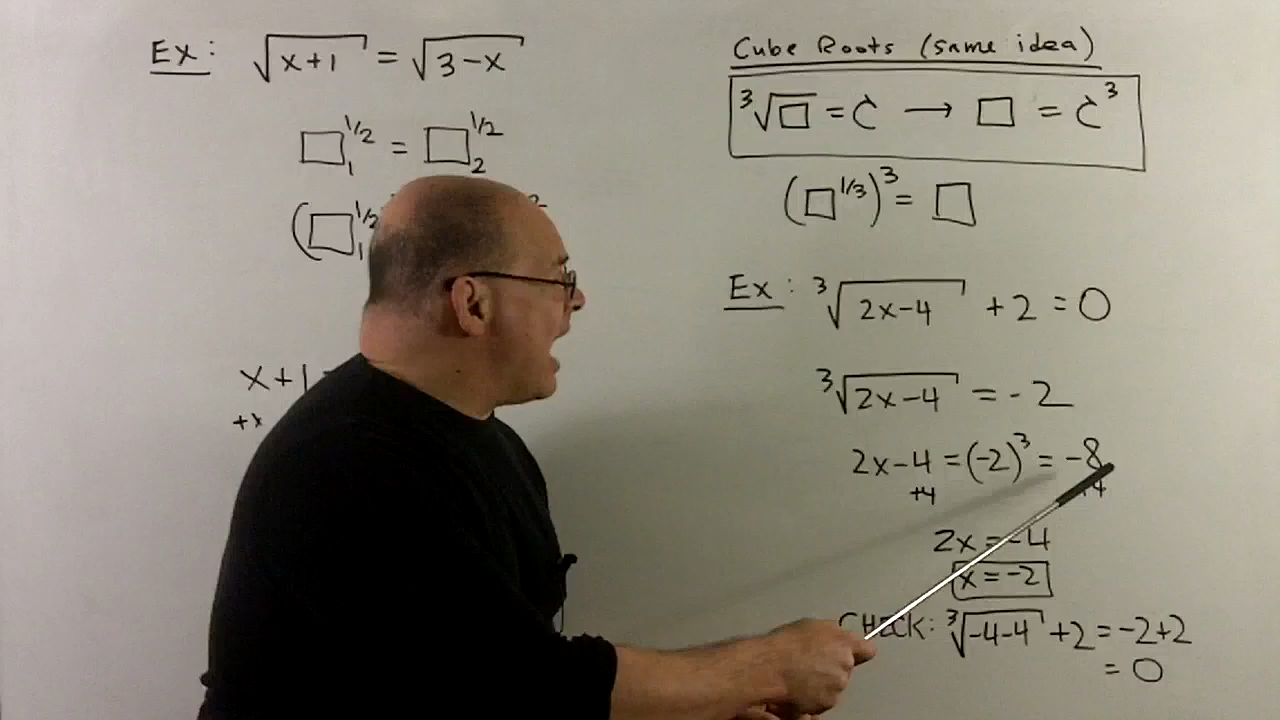 Ex: √(x+1) = √(3-x)
□₁^1/2 = □₂^1/2
(□₁^1/2
x+1
+x
Cube Roots (same idea)
³√□ = c → □ = c³
(□^1/3)³ = □
Ex: ³√(2x-4) + 2 = 0
³√(2x-4) = -2
2x-4 = (-2)³ = -8
+4 +4
2x = -4
x = -2
CHECK: ³√(-4-4) + 2 = -2+2
= 0